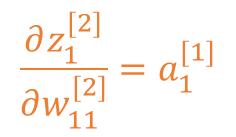 ∂z₁^[2] / ∂w₁₁^[2] = a₁^[1]